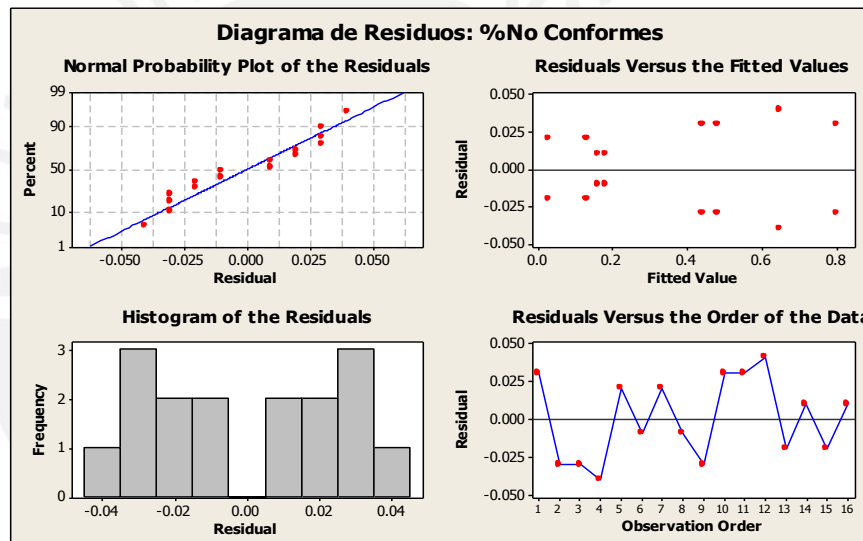 Diagrama de Residuos: %No Conformes
Normal Probability Plot of the Residuals
99
90
50
10
1
Percent
-0.050 -0.025 0.000 0.025 0.050
Residual
Residuals Versus the Fitted Values
0.050
0.025
0.000
-0.025
-0.050
Residual
0.0 0.2 0.4 0.6 0.8
Fitted Value
Histogram of the Residuals
3
2
1
0
Frequency
-0.04 -0.02 0.00 0.02 0.04
Residual
Residuals Versus the Order of the Data
0.050
0.025
0.000
-0.025
-0.050
Residual
1 2 3 4 5 6 7 8 9 10 11 12 13 14 15 16
Observation Order